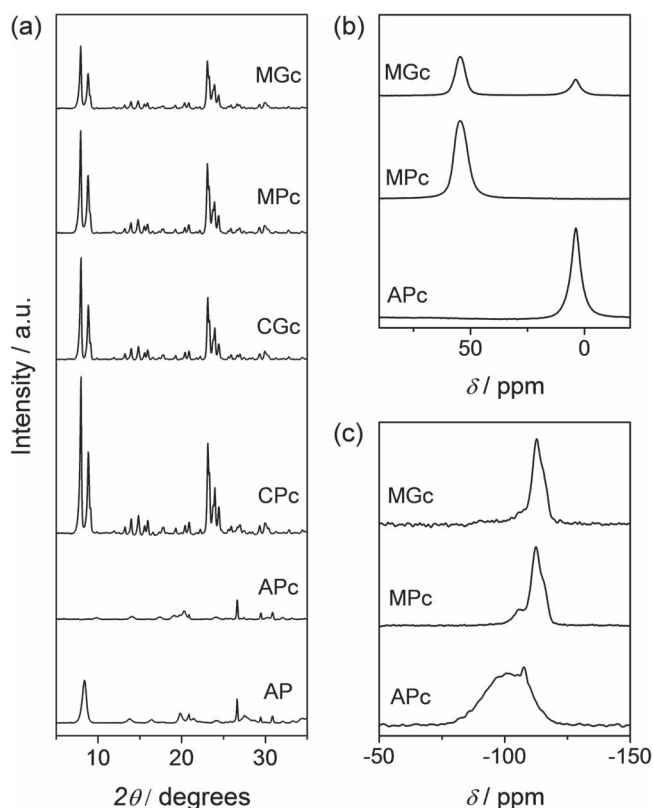 (a)
MGc
MPc
CGc
CPc
APc
AP
Intensity / a.u.
10 20 30
2θ / degrees
(b)
MGc
MPc
APc
50 0
δ / ppm
(c)
MGc
MPc
APc
-50 -100 -150
δ / ppm